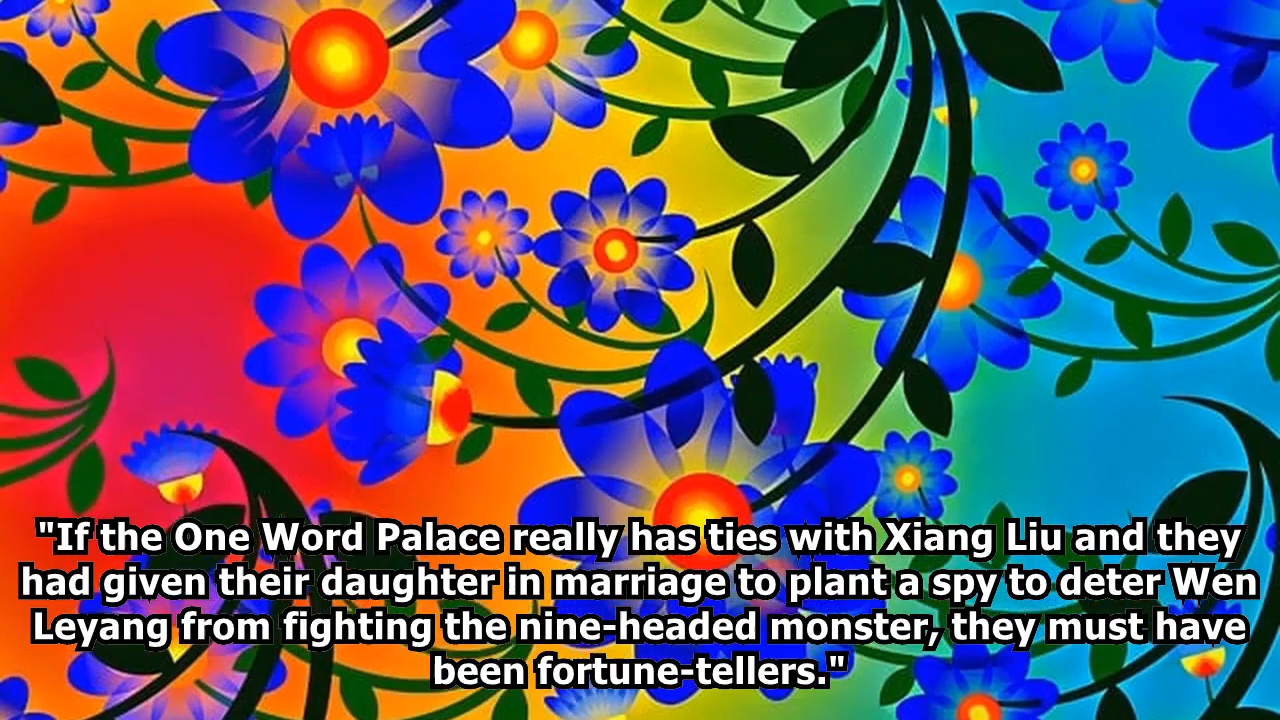 "If the One Word Palace really has ties with Xiang Liu and they
had given their daughter in marriage to plant a spy to deter Wen
Leyang from fighting the nine-headed monster, they must have
been fortune-tellers."